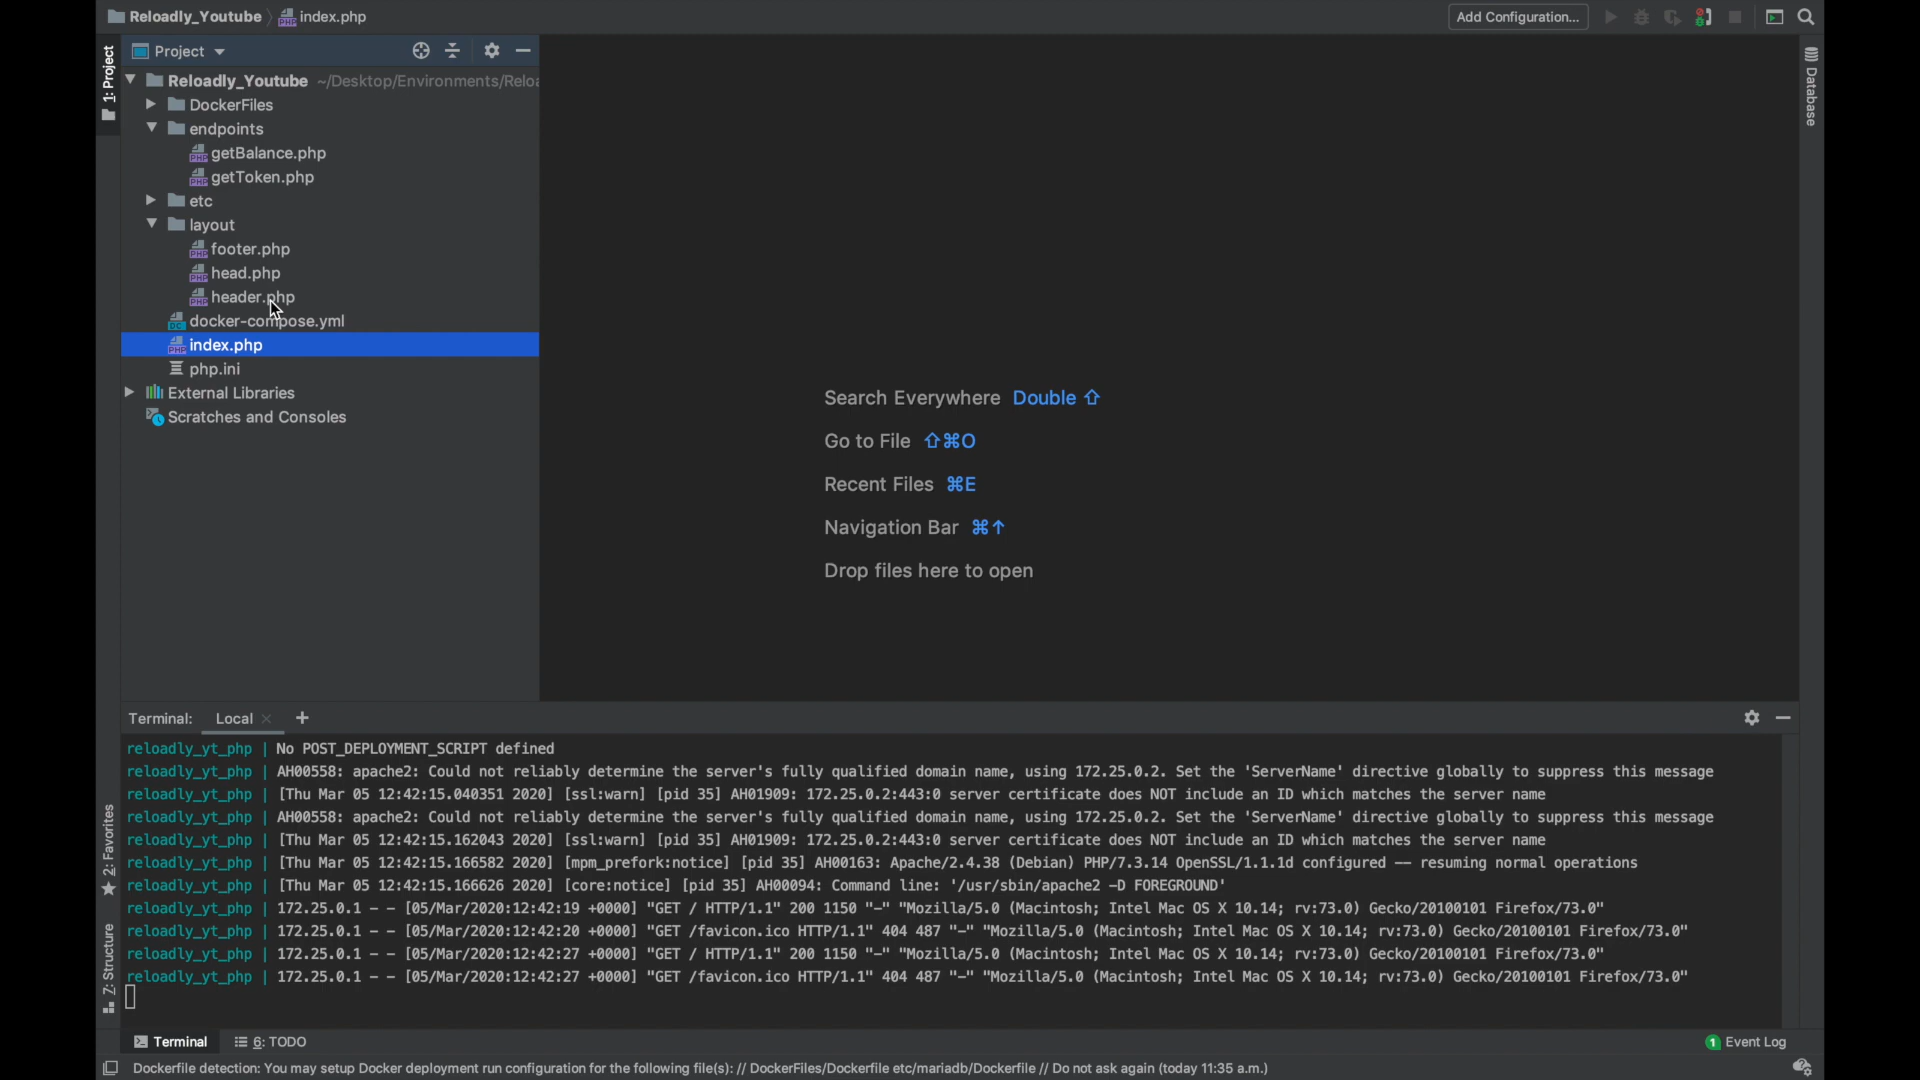 Reloadly_Youtube index.php
Add Configuration...
1: Project
Project
Reloadly_Youtube ~/Desktop/Environments/Reloa
DockerFiles
endpoints
getBalance.php
getToken.php
etc
layout
footer.php
head.php
header.php
docker-compose.yml
index.php
php.ini
External Libraries
Scratches and Consoles
Database
Search Everywhere Double ⇧
Go to File ⇧⌘O
Recent Files ⌘E
Navigation Bar ⌘↑
Drop files here to open
2: Favorites
7: Structure
Terminal: Local × +
reloadly_yt_php | No POST_DEPLOYMENT_SCRIPT defined
reloadly_yt_php | AH00558: apache2: Could not reliably determine the server's fully qualified domain name, using 172.25.0.2. Set the 'ServerName' directive globally to suppress this message
reloadly_yt_php | [Thu Mar 05 12:42:15.040351 2020] [ssl:warn] [pid 35] AH01909: 172.25.0.2:443:0 server certificate does NOT include an ID which matches the server name
reloadly_yt_php | AH00558: apache2: Could not reliably determine the server's fully qualified domain name, using 172.25.0.2. Set the 'ServerName' directive globally to suppress this message
reloadly_yt_php | [Thu Mar 05 12:42:15.162043 2020] [ssl:warn] [pid 35] AH01909: 172.25.0.2:443:0 server certificate does NOT include an ID which matches the server name
reloadly_yt_php | [Thu Mar 05 12:42:15.166582 2020] [mpm_prefork:notice] [pid 35] AH00163: Apache/2.4.38 (Debian) PHP/7.3.14 OpenSSL/1.1.1d configured -- resuming normal operations
reloadly_yt_php | [Thu Mar 05 12:42:15.166626 2020] [core:notice] [pid 35] AH00094: Command line: '/usr/sbin/apache2 -D FOREGROUND'
reloadly_yt_php | 172.25.0.1 - - [05/Mar/2020:12:42:19 +0000] "GET / HTTP/1.1" 200 1150 "-" "Mozilla/5.0 (Macintosh; Intel Mac OS X 10.14; rv:73.0) Gecko/20100101 Firefox/73.0"
reloadly_yt_php | 172.25.0.1 - - [05/Mar/2020:12:42:20 +0000] "GET /favicon.ico HTTP/1.1" 404 487 "-" "Mozilla/5.0 (Macintosh; Intel Mac OS X 10.14; rv:73.0) Gecko/20100101 Firefox/73.0"
reloadly_yt_php | 172.25.0.1 - - [05/Mar/2020:12:42:27 +0000] "GET / HTTP/1.1" 200 1150 "-" "Mozilla/5.0 (Macintosh; Intel Mac OS X 10.14; rv:73.0) Gecko/20100101 Firefox/73.0"
reloadly_yt_php | 172.25.0.1 - - [05/Mar/2020:12:42:27 +0000] "GET /favicon.ico HTTP/1.1" 404 487 "-" "Mozilla/5.0 (Macintosh; Intel Mac OS X 10.14; rv:73.0) Gecko/20100101 Firefox/73.0"
Terminal 6: TODO 1 Event Log
Dockerfile detection: You may setup Docker deployment run configuration for the following file(s): // DockerFiles/Dockerfile etc/mariadb/Dockerfile // Do not ask again (today 11:35 a.m.)